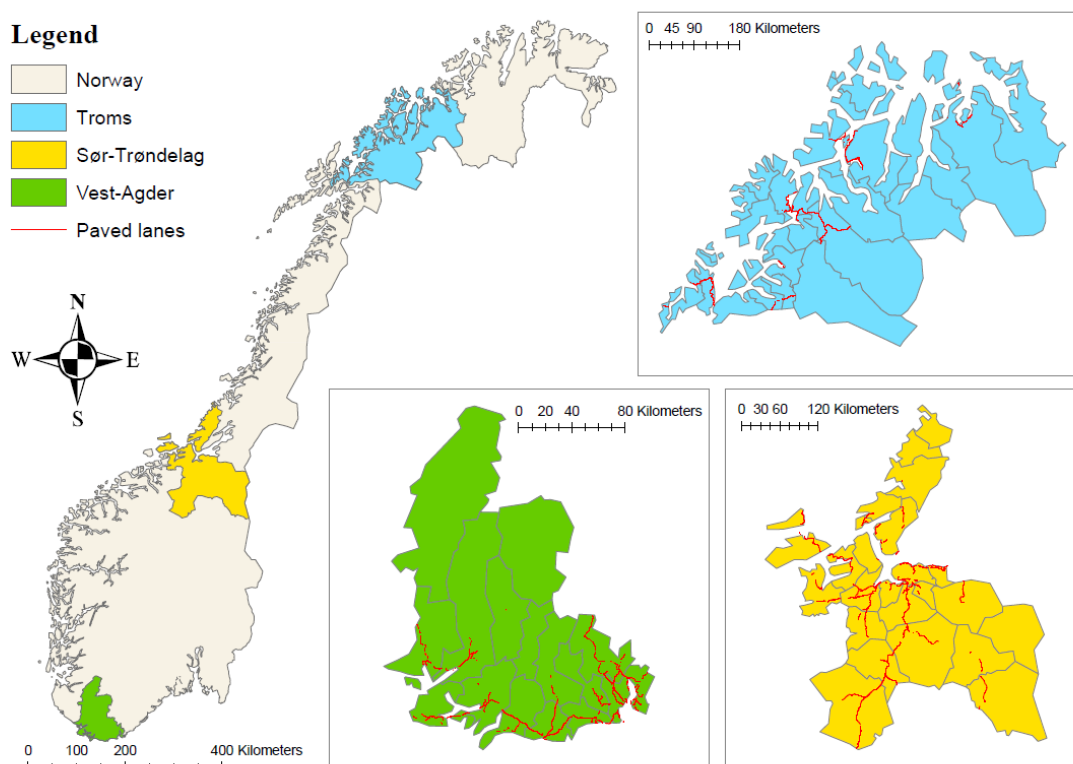 Legend
Norway
Troms
Sør-Trøndelag
Vest-Agder
Paved lanes
N
W
E
S
0 100 200 400 Kilometers
0 45 90 180 Kilometers
0 20 40 80 Kilometers
0 30 60 120 Kilometers